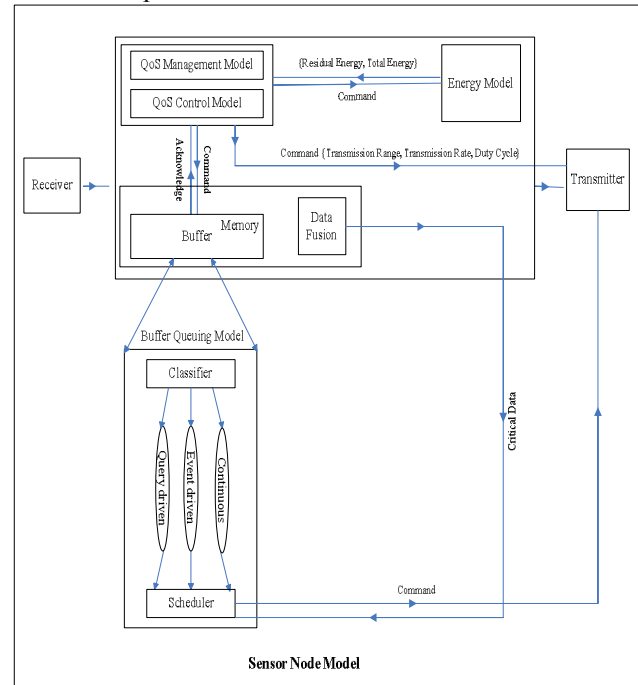 QoS Management Model
{Residual Energy, Total Energy}
Energy Model
QoS Control Model
Command
Acknowledge
Command
Command {Transmission Range, Transmission Rate, Duty Cycle}
Receiver
Transmitter
Memory
Buffer
Data
Fusion
Buffer Queuing Model
Classifier
Query driven
Event driven
Continuous
Critical Data
Scheduler
Command
Sensor Node Model